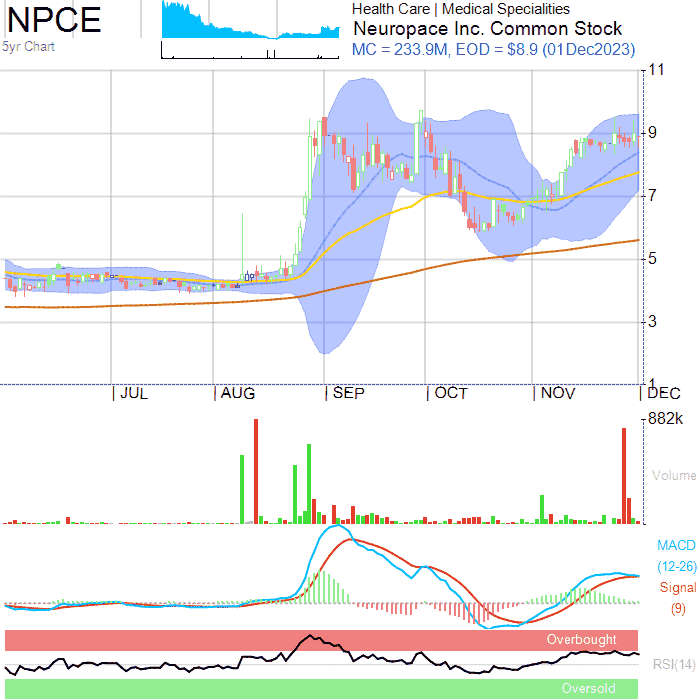 NPCE
5yr Chart
Health Care | Medical Specialities
Neuropace Inc. Common Stock
MC = 233.9M, EOD = $8.9 (01Dec2023)
11
9
7
5
3
1
JUL
AUG
SEP
OCT
NOV
DEC
882k
Volume
MACD
(12-26)
Signal
(9)
Overbought
RSI(14)
Oversold